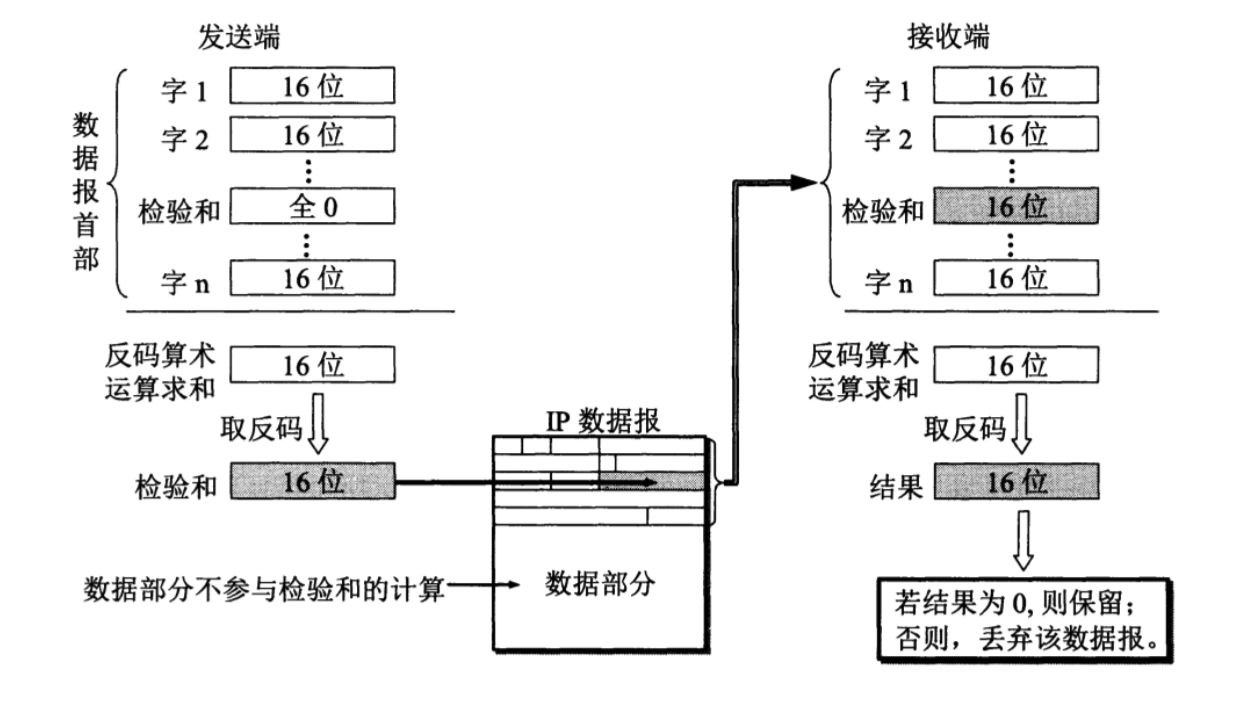 发送端
数据报首部
字 1 16 位
字 2 16 位
检验和 全 0
字 n 16 位
反码算术
运算求和
16 位
取反码
检验和 16 位
数据部分不参与检验和的计算
IP 数据报
数据部分
接收端
字 1 16 位
字 2 16 位
检验和 16 位
字 n 16 位
反码算术
运算求和
16 位
取反码
结果 16 位
若结果为 0, 则保留；
否则，丢弃该数据报。